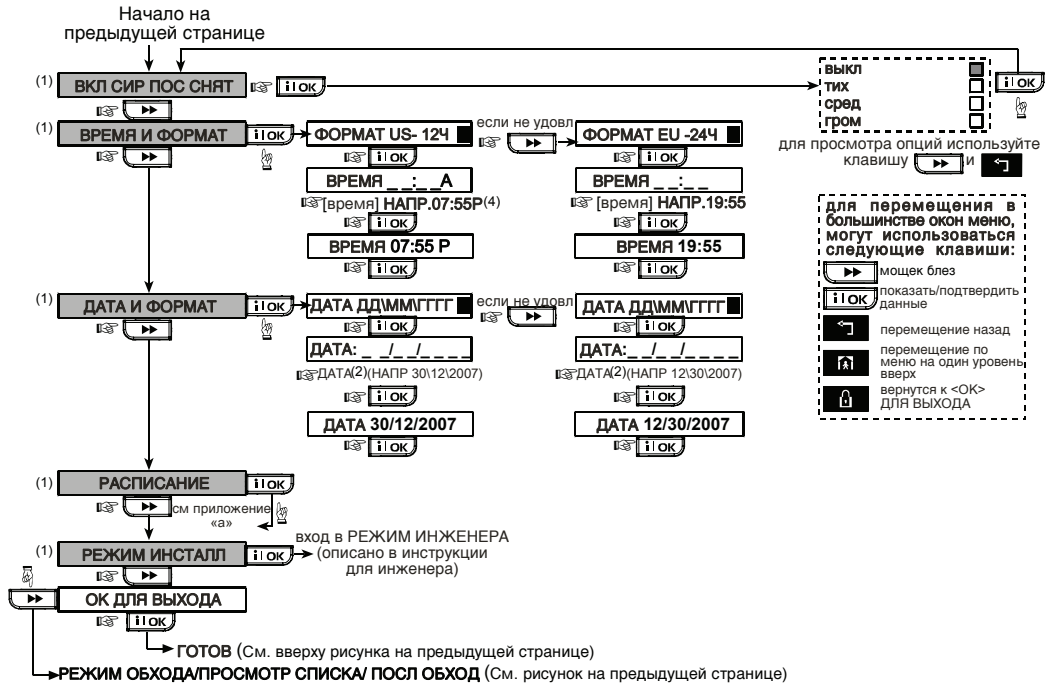 Начало на
предыдущей странице
(1) ВКЛ СИР ПОС СНЯТ i OK
выкл
тих
сред
гром
i OK
для просмотра опций используйте
клавишу и
(1) ВРЕМЯ И ФОРМАТ i OK
ФОРМАТ US- 12Ч
если не удовл
ФОРМАТ EU -24Ч
i OK
i OK
ВРЕМЯ _ _:_ _A
ВРЕМЯ _ _:_ _
[время] НАПР.07:55P(4)
[время] НАПР.19:55
i OK
i OK
ВРЕМЯ 07:55 P
ВРЕМЯ 19:55
i OK
i OK
для перемещения в
большинстве окон меню,
могут использоваться
следующие клавиши:
мощек блез
i OK показать/подтвердить
данные
перемещение назад
перемещение по
меню на один уровень
вверх
вернутся к <OK>
ДЛЯ ВЫХОДА
(1) ДАТА И ФОРМАТ i OK
ДАТА ДД\ММ\ГГГГ
если не удовл
ДАТА ДД\ММ\ГГГГ
i OK
i OK
ДАТА: _ _/_ _/_ _ _ _
ДАТА:_ _/_ _/_ _ _ _
ДАТА(2)(НАПР 30\12\2007)
ДАТА(2)(НАПР 12\30\2007)
i OK
i OK
ДАТА 30/12/2007
ДАТА 12/30/2007
i OK
i OK
(1) РАСПИСАНИЕ i OK
см приложение
«а»
(1) РЕЖИМ ИНСТАЛЛ i OK
вход в РЕЖИМ ИНЖЕНЕРА
(описано в инструкции
для инженера)
ОК ДЛЯ ВЫХОДА
i OK
ГОТОВ (См. вверху рисунка на предыдущей странице)
РЕЖИМ ОБХОДА/ПРОСМОТР СПИСКА/ ПОСЛ ОБХОД (См. рисунок на предыдущей странице)